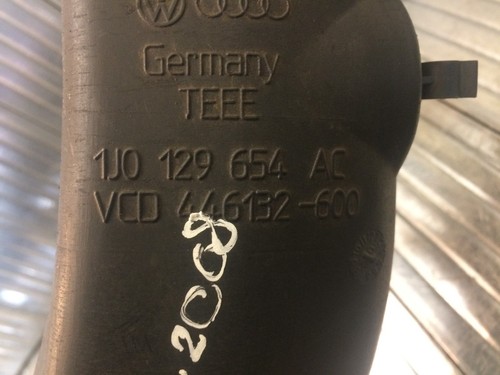 Germany
TEEE
1J0 129 654 AC
VCD 446132-600
2008